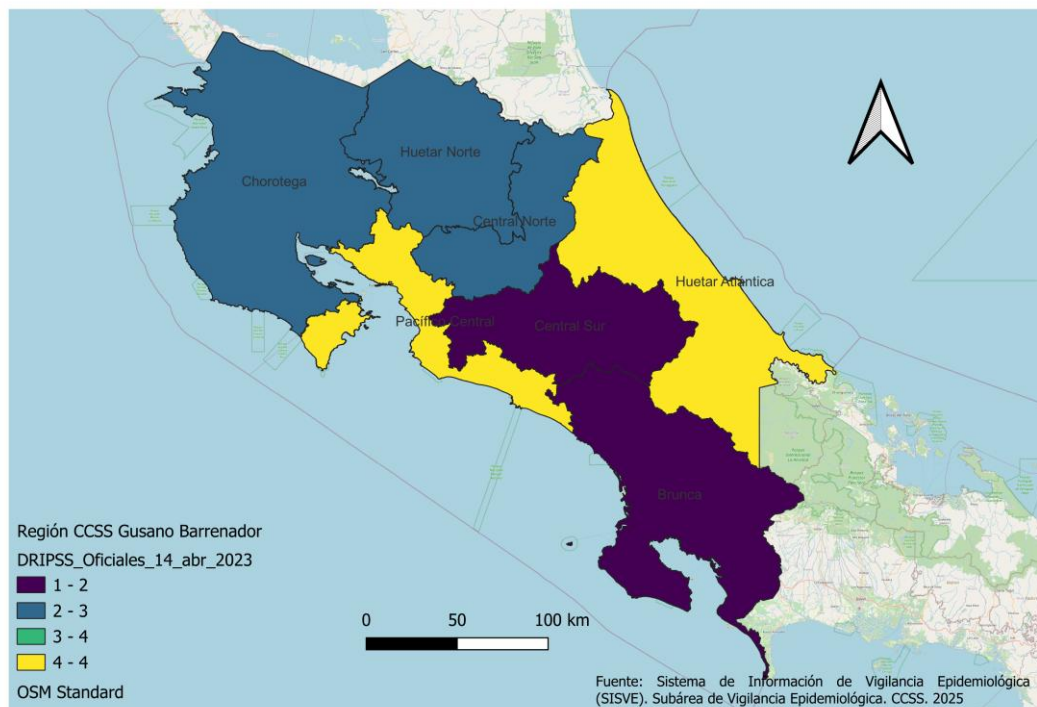 Huetar Norte
Chorotega
Central Norte
Huetar Atlántica
Pacífico Central
Central Sur
Brunca
Región CCSS Gusano Barrenador
DRIPSS_Oficiales_14_abr_2023
1 - 2
2 - 3
3 - 4
4 - 4
OSM Standard
0 50 100 km
Fuente: Sistema de Información de Vigilancia Epidemiológica
(SISVE). Subárea de Vigilancia Epidemiológica. CCSS. 2025